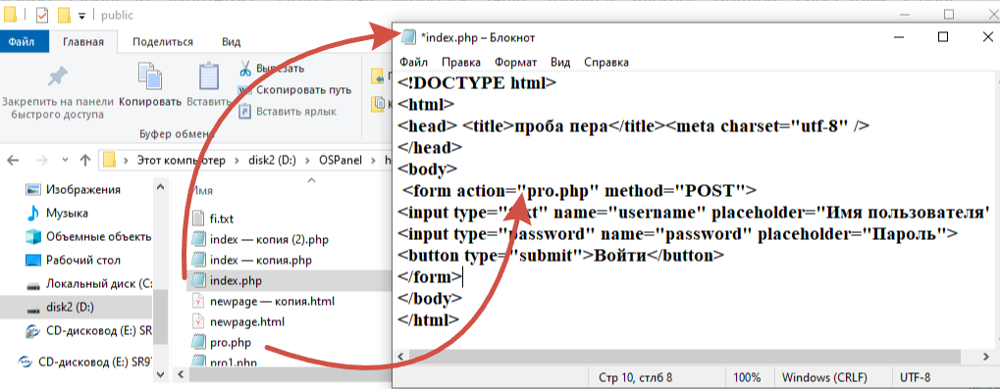 public
Файл Главная Поделиться Вид
Закрепить на панели быстрого доступа
Копировать
Вставить
Вырезать
Скопировать путь
Вставить ярлык
Буфер обмена
Этот компьютер > disk2 (D:) > OSPanel > h
Изображения
Музыка
Объемные объекты
Рабочий стол
Локальный диск (C:
disk2 (D:)
CD-дисковод (E:) SR
CD-дисковод (E:) SR9
Имя
fi.txt
index — копия (2).php
index — копия.php
index.php
newpage — копия.html
newpage.html
pro.php
pro1.php
*index.php – Блокнот
Файл Правка Формат Вид Справка
<!DOCTYPE html>
<html>
<head> <title>проба пера</title><meta charset="utf-8" />
</head>
<body>
<form action="pro.php" method="POST">
<input type="text" name="username" placeholder="Имя пользователя"
<input type="password" name="password" placeholder="Пароль">
<button type="submit">Войти</button>
</form>
</body>
</html>
Стр 10, стлб 8 100% Windows (CRLF) UTF-8